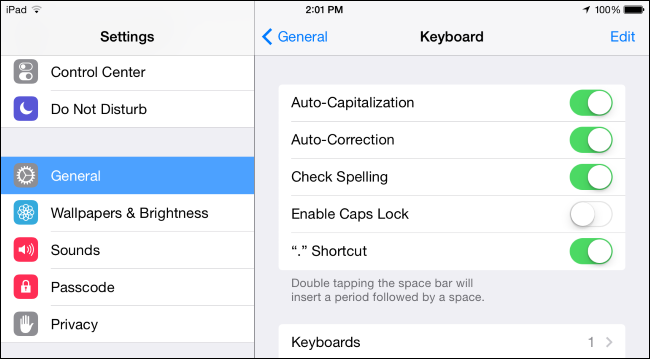 iPad
2:01 PM
100%
Settings
General
Keyboard
Edit
Control Center
Do Not Disturb
General
Wallpapers & Brightness
Sounds
Passcode
Privacy
Auto-Capitalization
Auto-Correction
Check Spelling
Enable Caps Lock
“.” Shortcut
Double tapping the space bar will
insert a period followed by a space.
Keyboards 1